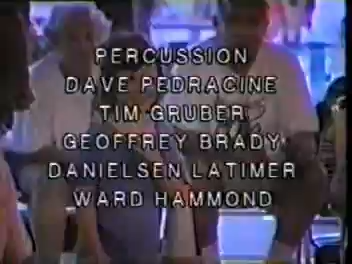 PERCUSSION
DAVE PEDRACINE
TIM GRUBER
GEOFFREY BRADY
DANIELSEN LATIMER
WARD HAMMOND